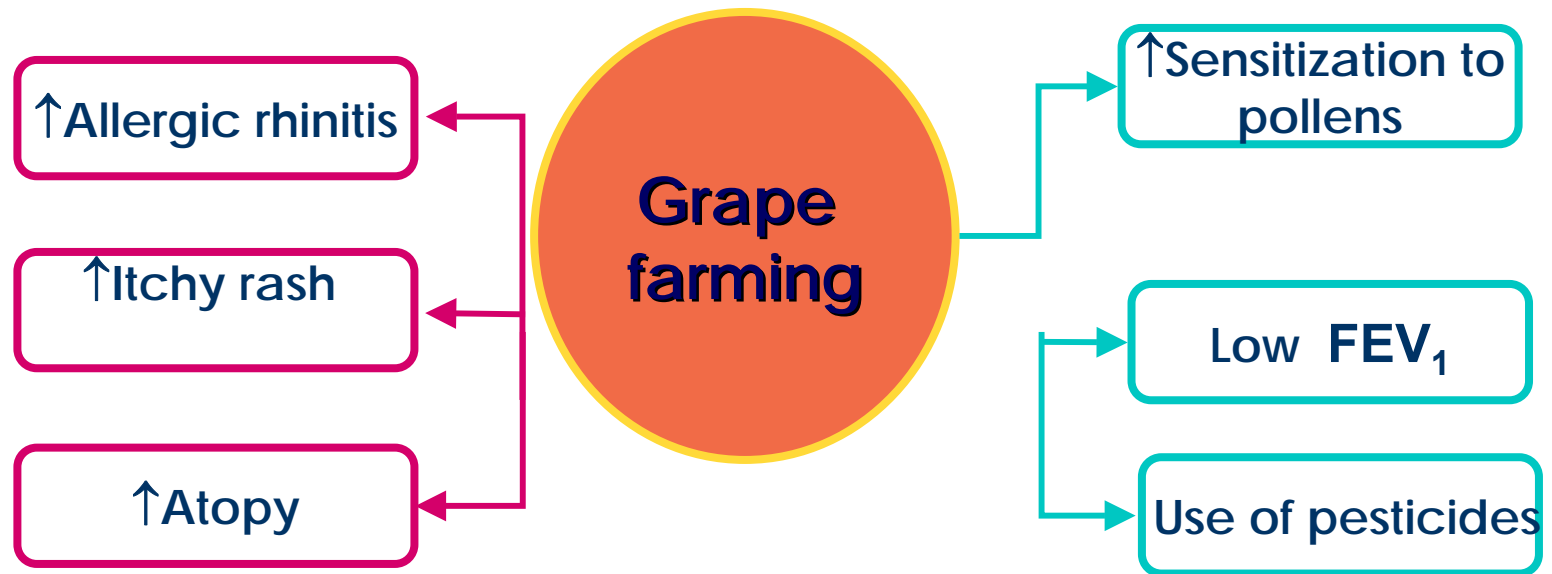 ↑Allergic rhinitis
↑Itchy rash
↑Atopy
Grape
farming
↑Sensitization to
pollens
Low FEV₁
Use of pesticides